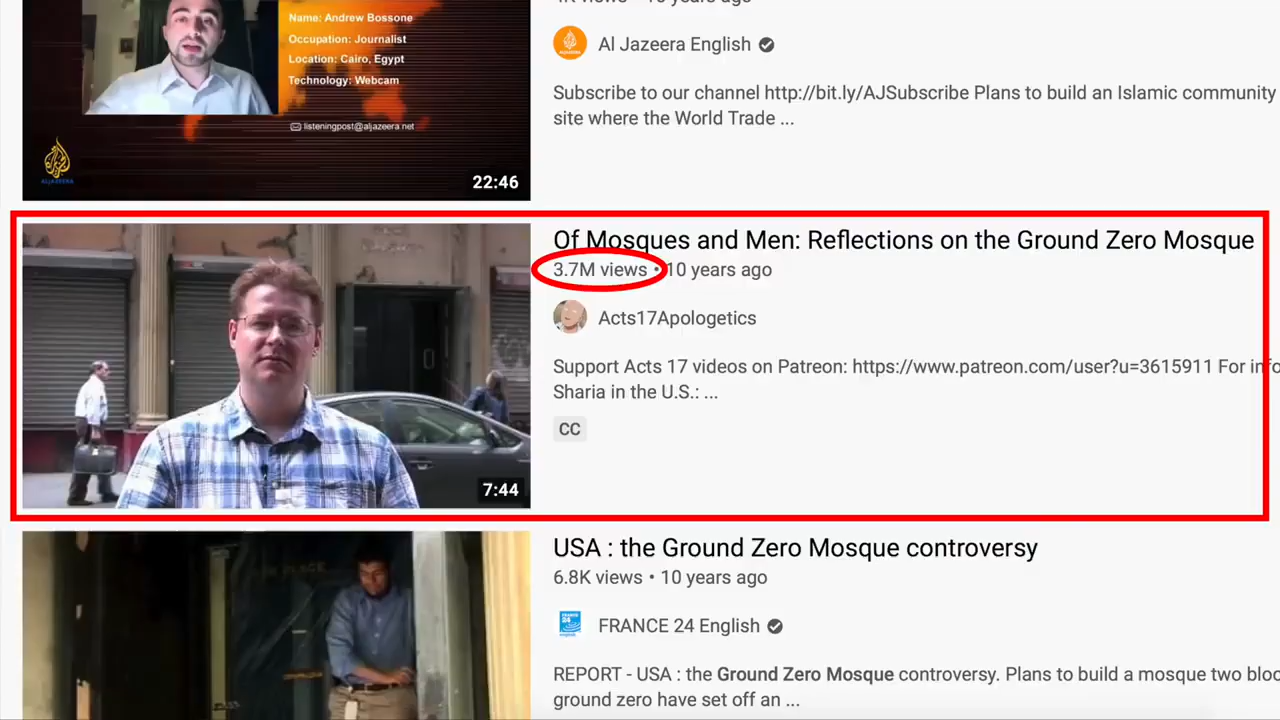 Name: Andrew Bossone
Occupation: Journalist
Location: Cairo, Egypt
Technology: Webcam
listeningpost@aljazeera.net
ALJAZEERA
22:46
Al Jazeera English
Subscribe to our channel http://bit.ly/AJSubscribe Plans to build an Islamic community
site where the World Trade ...
7:44
Of Mosques and Men: Reflections on the Ground Zero Mosque
3.7M views • 10 years ago
Acts17Apologetics
Support Acts 17 videos on Patreon: https://www.patreon.com/user?u=3615911 For info
Sharia in the U.S.: ...
CC
USA : the Ground Zero Mosque controversy
6.8K views • 10 years ago
FRANCE 24 English
REPORT - USA : the Ground Zero Mosque controversy. Plans to build a mosque two bloc
ground zero have set off an ...